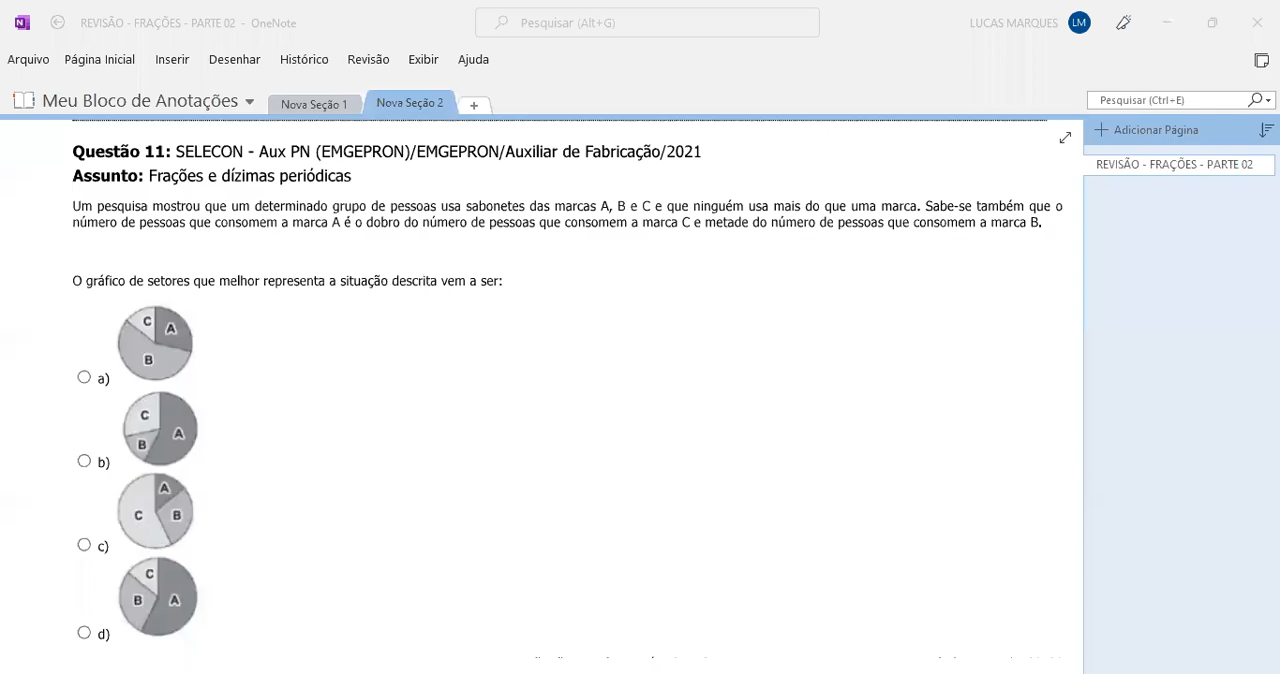 REVISÃO - FRAÇÕES - PARTE 02 - OneNote
Pesquisar (Alt+G)
LUCAS MARQUES
LM
Arquivo Página Inicial Inserir Desenhar Histórico Revisão Exibir Ajuda
Meu Bloco de Anotações
Nova Seção 1
Nova Seção 2
+
Pesquisar (Ctrl+E)
Adicionar Página
REVISÃO - FRAÇÕES - PARTE 02
Questão 11: SELECON - Aux PN (EMGEPRON)/EMGEPRON/Auxiliar de Fabricação/2021
Assunto: Frações e dízimas periódicas
Um pesquisa mostrou que um determinado grupo de pessoas usa sabonetes das marcas A, B e C e que ninguém usa mais do que uma marca. Sabe-se também que o
número de pessoas que consomem a marca A é o dobro do número de pessoas que consomem a marca C e metade do número de pessoas que consomem a marca B.
O gráfico de setores que melhor representa a situação descrita vem a ser:
C A
B
a)
C
A
B
b)
A
C B
c)
C
B A
d)